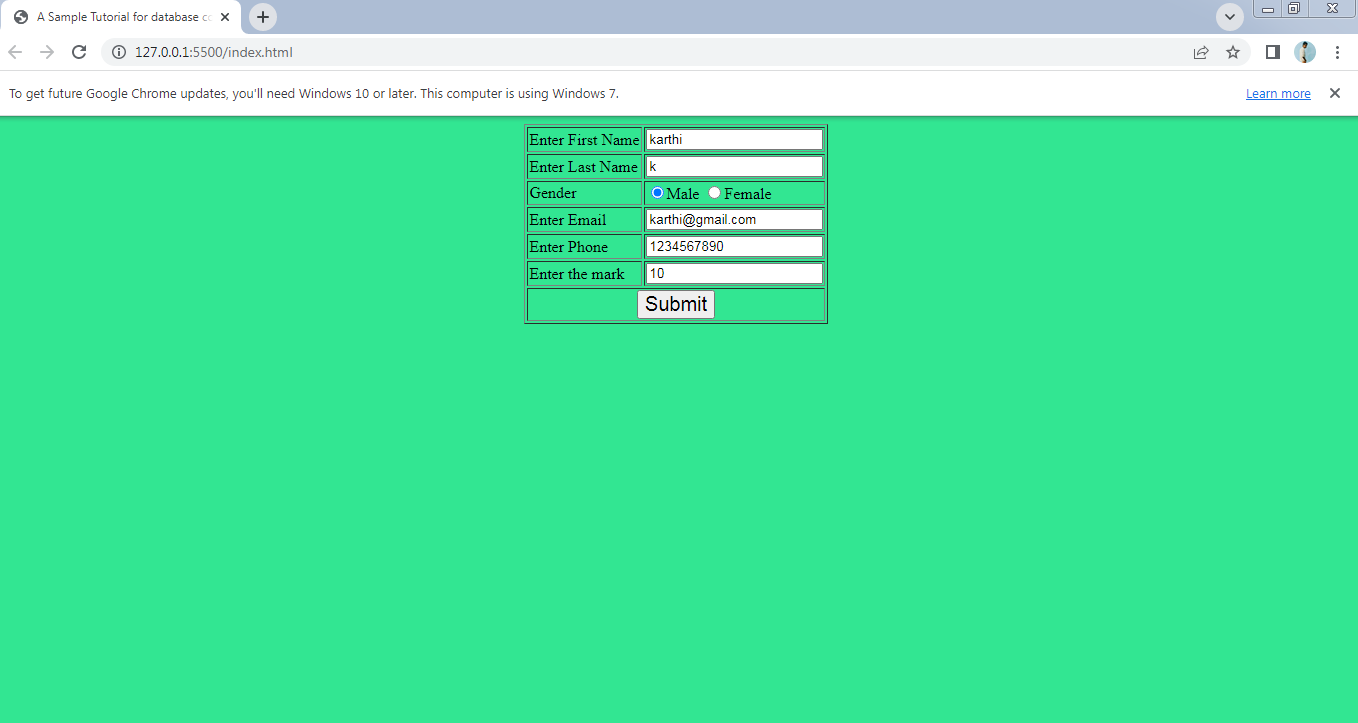 A Sample Tutorial for database
127.0.0.1:5500/index.html
To get future Google Chrome updates, you'll need Windows 10 or later. This computer is using Windows 7. Learn more
Enter First Name karthi
Enter Last Name k
Gender Male Female
Enter Email karthi@gmail.com
Enter Phone 1234567890
Enter the mark 10
Submit